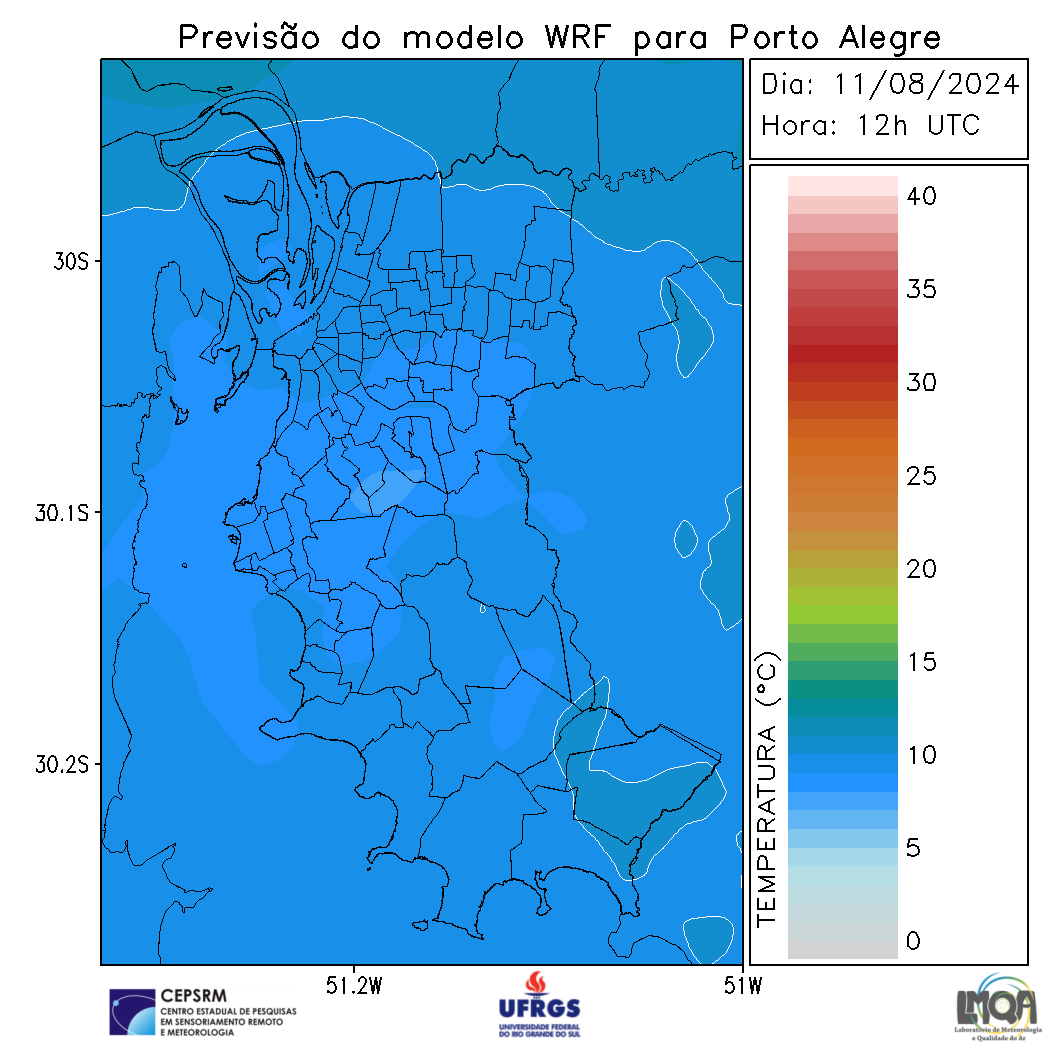 Previsão do modelo WRF para Porto Alegre
Dia: 11/08/2024
Hora: 12h UTC
40
35
30
25
20
15
10
5
0
TEMPERATURA (°C)
30S
30.1S
30.2S
51.2W
51W
CEPSRM
CENTRO ESTADUAL DE PESQUISAS
EM SENSORIAMENTO REMOTO
E METEOROLOGIA
UFRGS
UNIVERSIDADE FEDERAL
DO RIO GRANDE DO SUL
LMQA
Laboratório de Meteorologia
e Qualidade do Ar